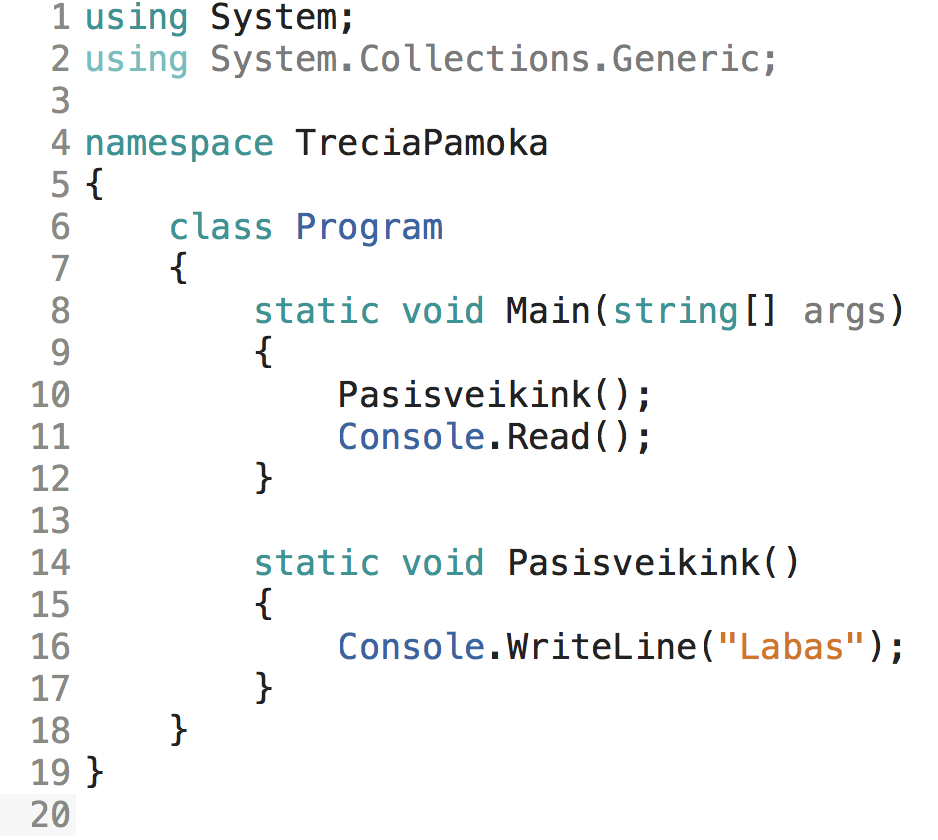 1 using System;
2 using System.Collections.Generic;
3
4 namespace TreciaPamoka
5 {
6     class Program
7     {
8         static void Main(string[] args)
9         {
10             Pasisveikink();
11             Console.Read();
12         }
13
14         static void Pasisveikink()
15         {
16             Console.WriteLine("Labas");
17         }
18     }
19 }
20